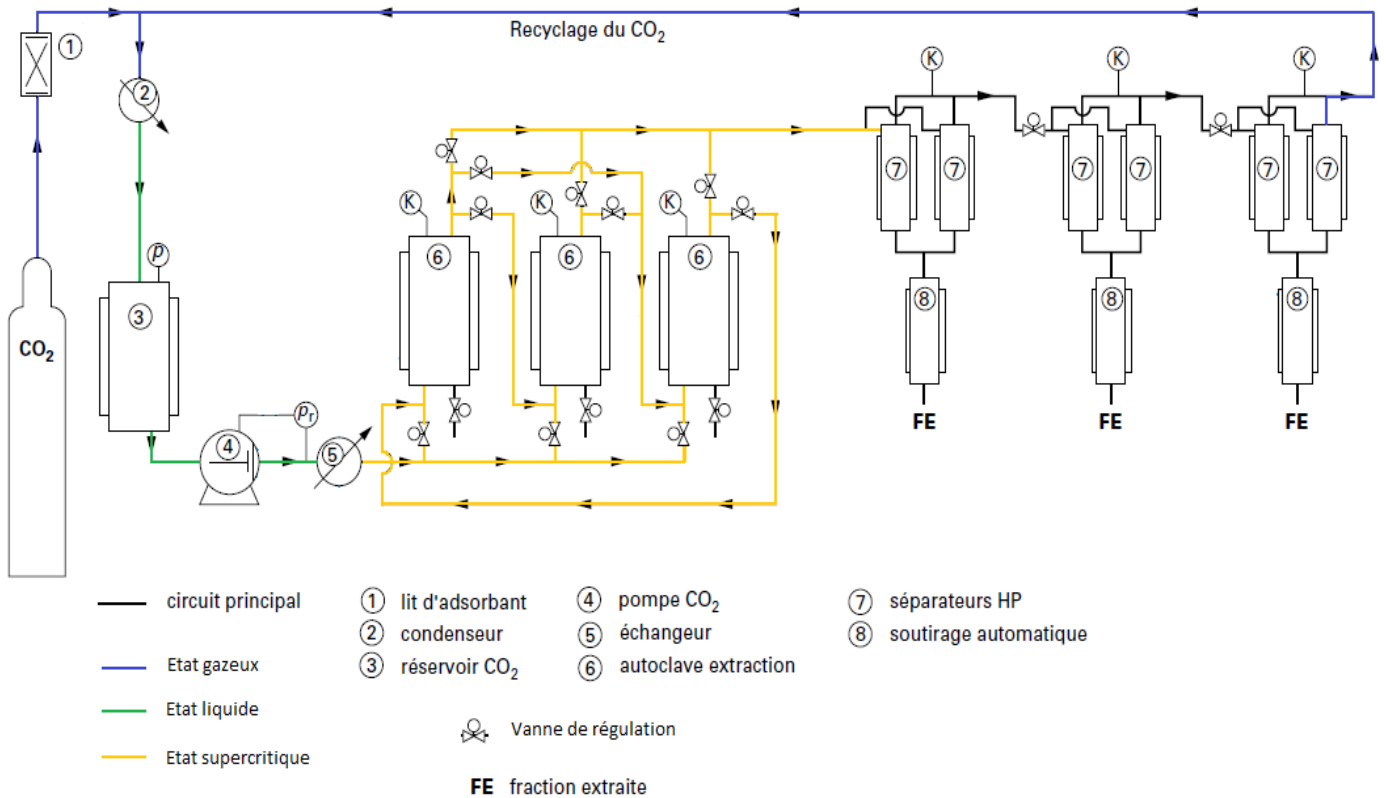 Recyclage du CO₂
1
2
K
K
K
7
7
7
7
7
7
K
K
K
6
6
6
p
3
CO₂
8
8
8
pᵣ
4
5
FE
FE
FE
circuit principal
Etat gazeux
Etat liquide
Etat supercritique
1 lit d'adsorbant
2 condenseur
3 réservoir CO₂
4 pompe CO₂
5 échangeur
6 autoclave extraction
7 séparateurs HP
8 soutirage automatique
Vanne de régulation
FE fraction extraite